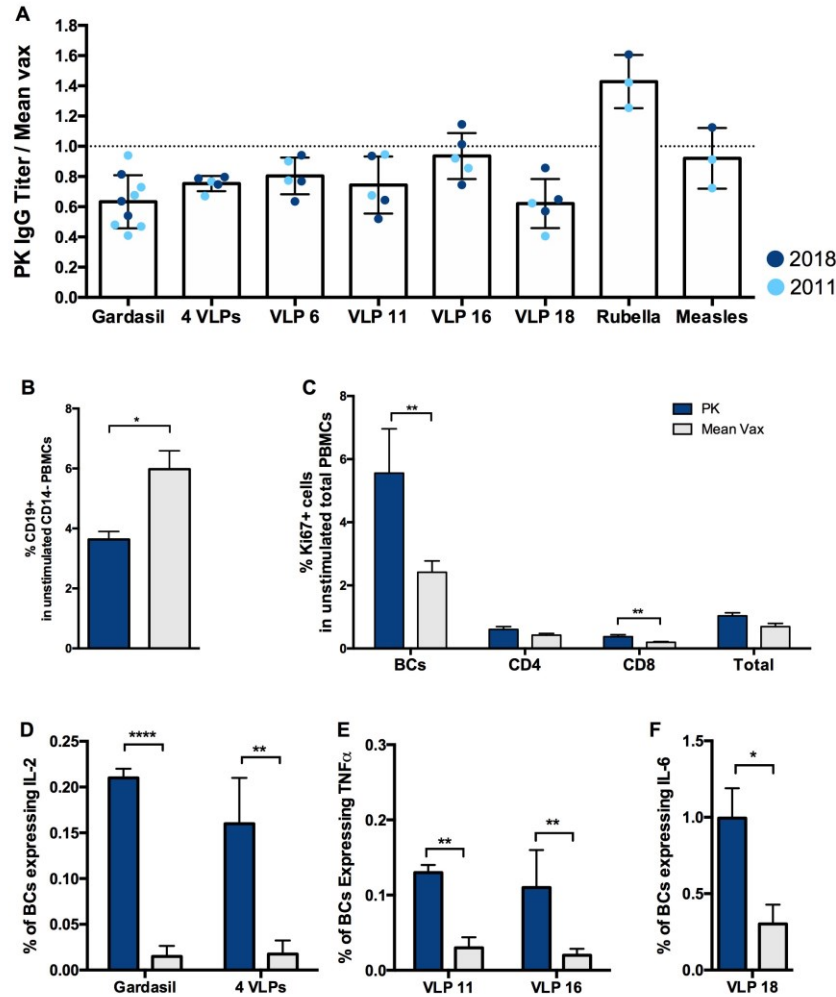 A
PK IgG Titer / Mean vax
1.8
1.6
1.4
1.2
1.0
0.8
0.6
0.4
0.2
0.0
Gardasil 4 VLPs VLP 6 VLP 11 VLP 16 VLP 18 Rubella Measles
2018
2011
B
% CD19+
in unstimulated CD14- PBMCs
8
6
4
2
0
*
C
% Ki67+ cells
in unstimulated total PBMCs
8
6
4
2
0
**
**
BCs CD4 CD8 Total
PK
Mean Vax
D
% of BCs expressing IL-2
0.25
0.20
0.15
0.10
0.05
0.00
****
**
Gardasil 4 VLPs
E
% of BCs Expressing TNFα
0.3
0.2
0.1
0.0
**
**
VLP 11 VLP 16
F
% of BCs expressing IL-6
1.5
1.0
0.5
0.0
*
VLP 18